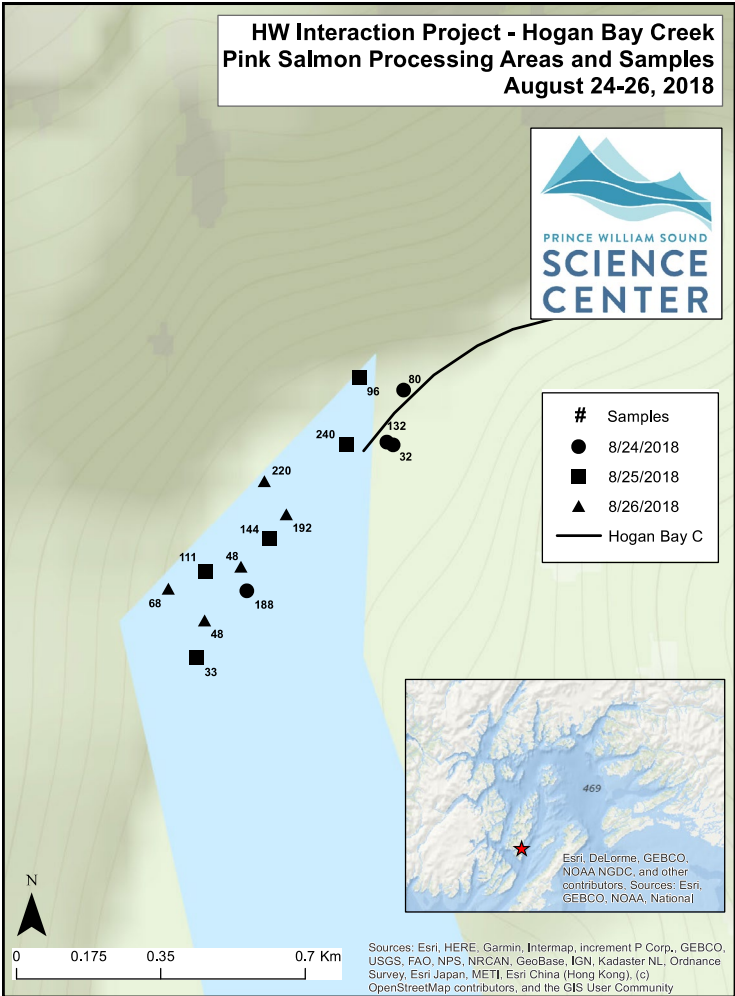 HW Interaction Project - Hogan Bay Creek
Pink Salmon Processing Areas and Samples
August 24-26, 2018
PRINCE WILLIAM SOUND
SCIENCE
CENTER
80
96
132
240
32
220
192
144
48
111
68
188
48
33
# Samples
8/24/2018
8/25/2018
8/26/2018
Hogan Bay C
469
Esri, DeLorme, GEBCO,
NOAA NGDC, and other
contributors, Sources: Esri,
GEBCO, NOAA, National
N
0 0.175 0.35 0.7 Km
Sources: Esri, HERE, Garmin, Intermap, increment P Corp., GEBCO,
USGS, FAO, NPS, NRCAN, GeoBase, IGN, Kadaster NL, Ordnance
Survey, Esri Japan, METI, Esri China (Hong Kong), (c)
OpenStreetMap contributors, and the GIS User Community